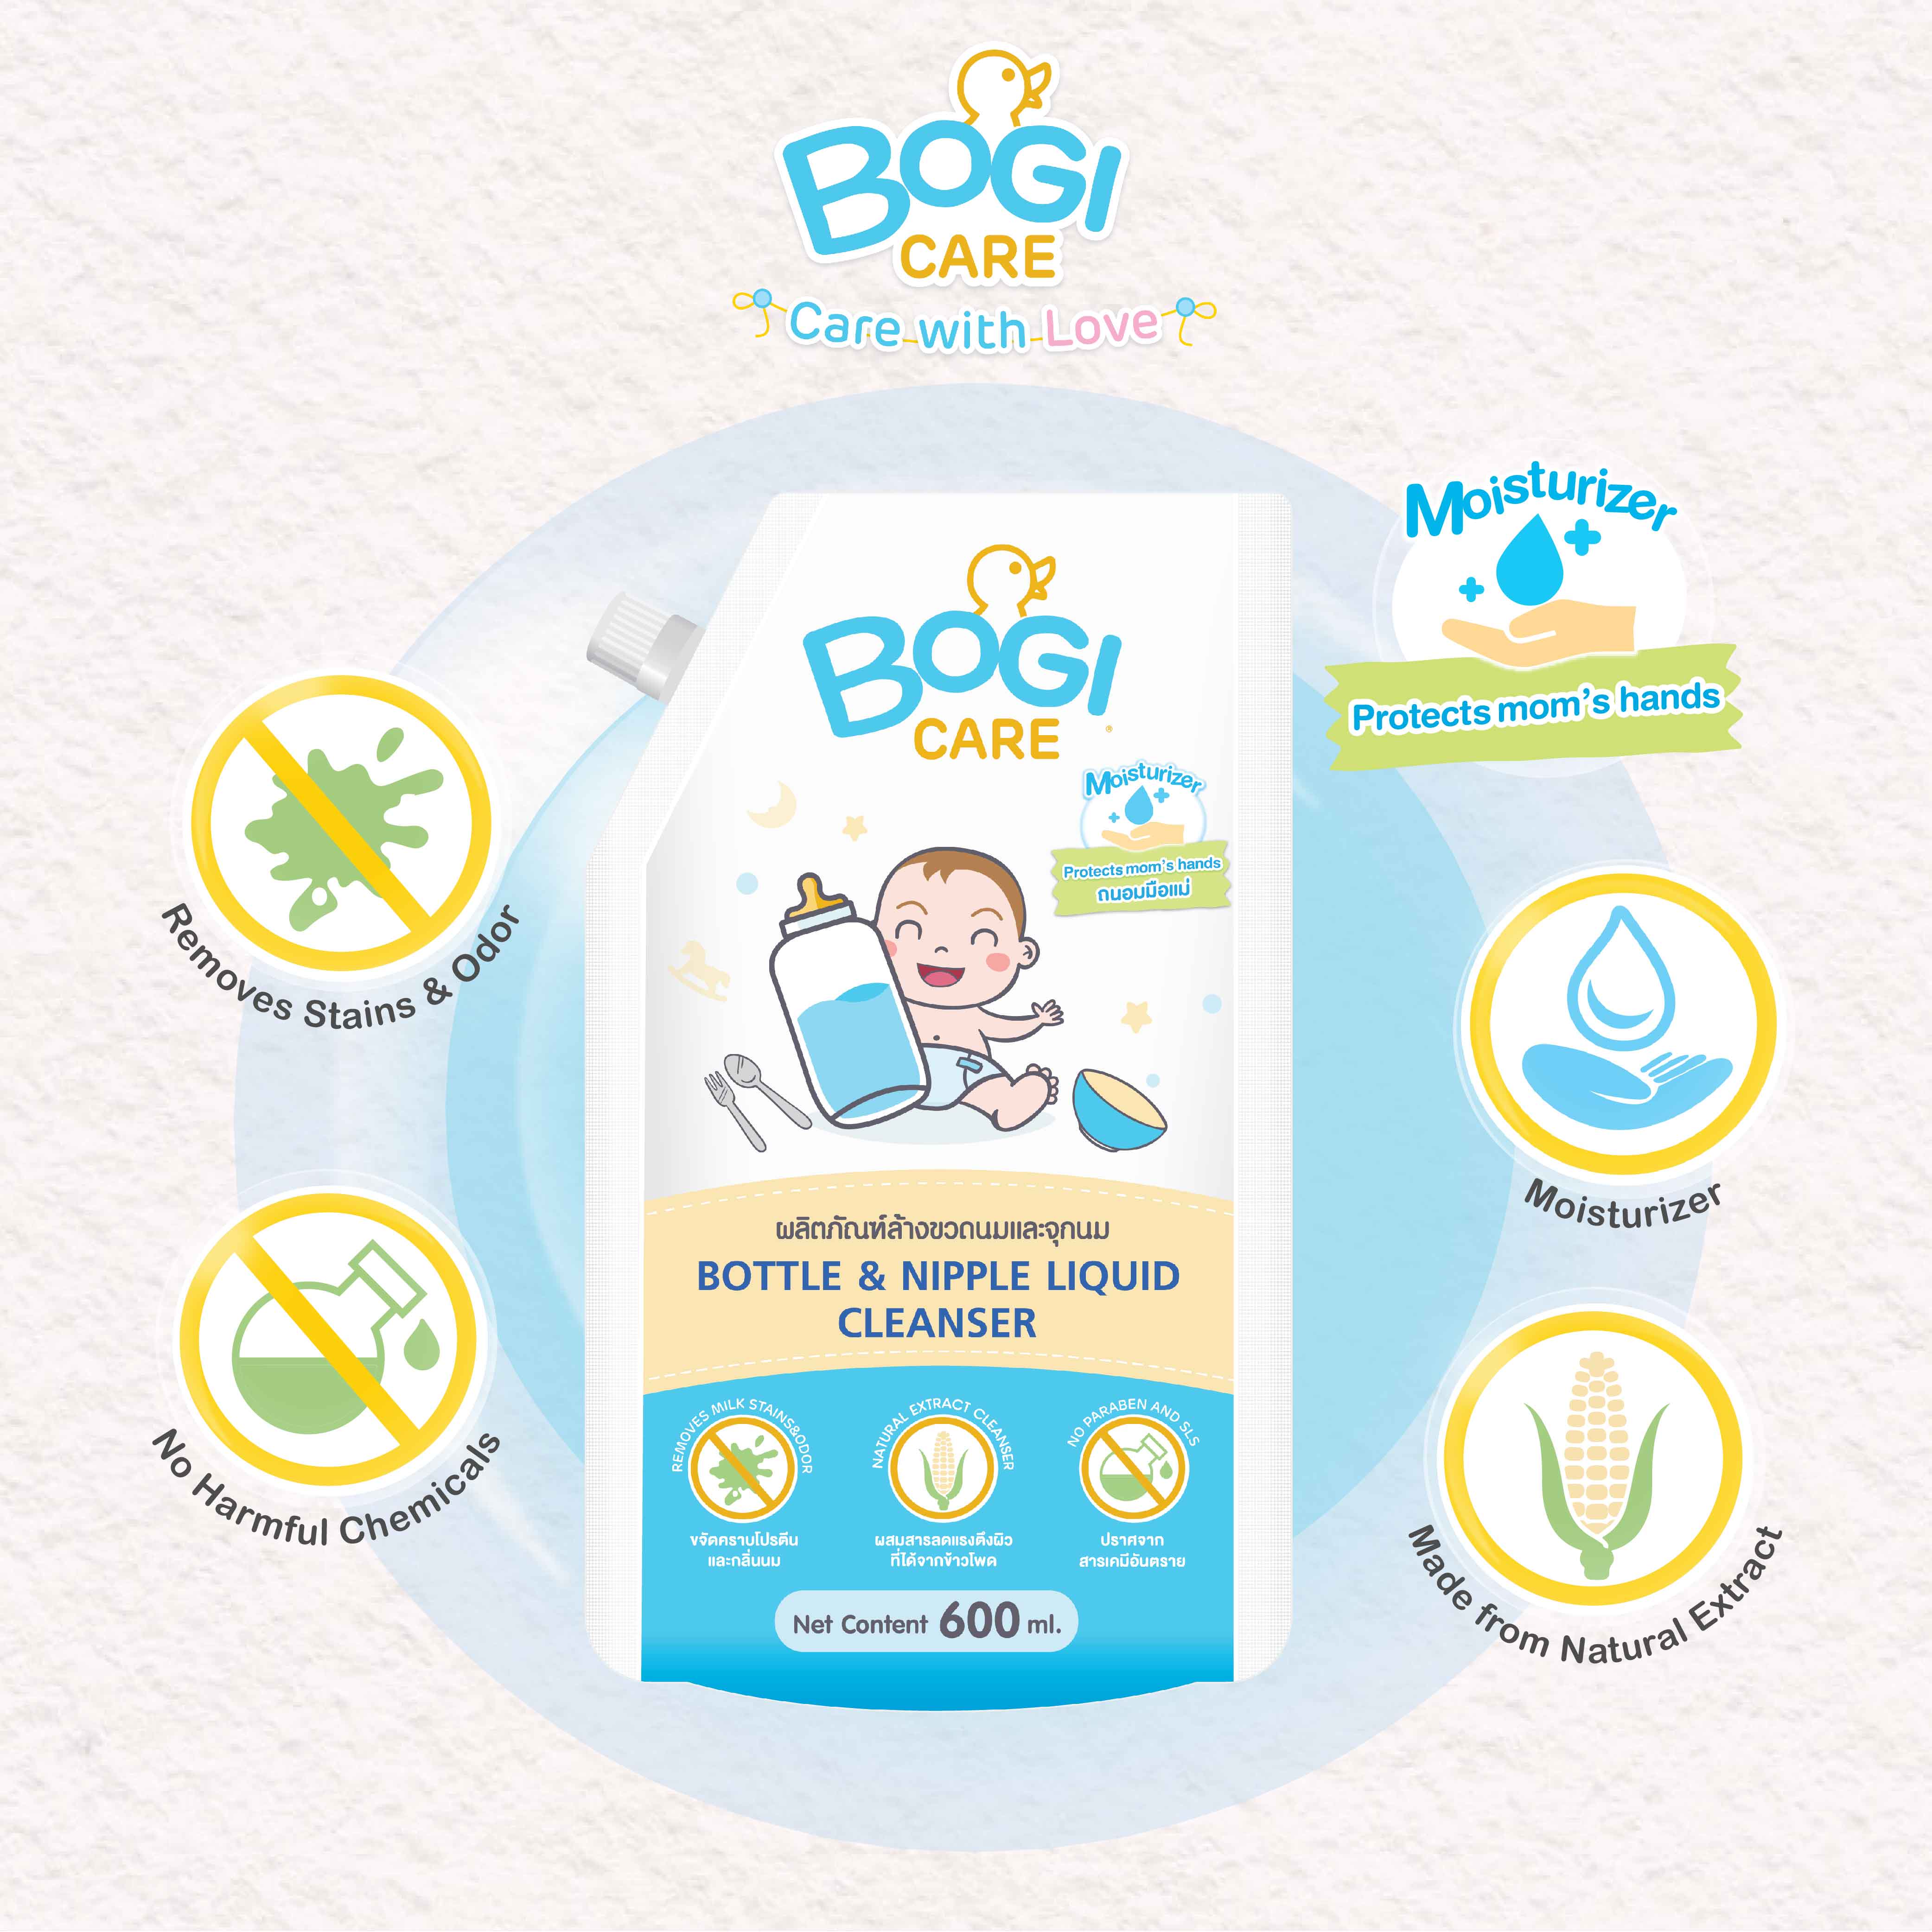 BOGI
CARE
Care with Love
Moisturizer
Protects mom's hands
Removes Stains & Odor
No Harmful Chemicals
Moisturizer
Made from Natural Extract
BOGI
CARE
®
Moisturizer
Protects mom's hands
ถนอมมือแม่
ผลิตภัณฑ์ล้างขวดนมและจุกนม
BOTTLE & NIPPLE LIQUID
CLEANSER
REMOVES MILK STAINS&ODOR
ขจัดคราบโปรตีน
และกลิ่นนม
NATURAL EXTRACT CLEANSER
ผสมสารลดแรงตึงผิว
ที่ได้จากข้าวโพด
NO PARABEN AND SLS
ปราศจาก
สารเคมีอันตราย
Net Content 600 ml.